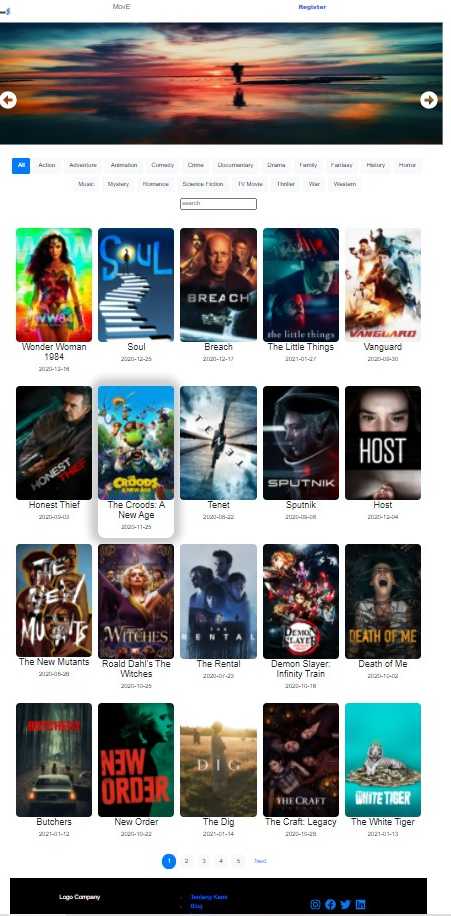 MovE
Register
All Action Adventure Animation Comedy Crime Documentary Drama Family Fantasy History Horror
Music Mystery Romance Science Fiction TV Movie Thriller War Western
search
WW84
SOUL
BREACH
the little things
VANGUARD
Wonder Woman
1984
2020-12-16
Soul
2020-12-25
Breach
2020-12-17
The Little Things
2021-01-27
Vanguard
2020-09-30
HONEST THIEF
THE CROODS
A NEW AGE
TENET
SPUTNIK
HOST
Honest Thief
2020-09-03
The Croods: A
New Age
2020-11-25
Tenet
2020-08-22
Sputnik
2020-09-08
Host
2020-12-04
THE NEW MUTANTS
WITCHES
THE RENTAL
DEMON SLAYER
DEATH OF ME
The New Mutants
2020-08-26
Roald Dahl's The
Witches
2020-10-25
The Rental
2020-07-23
Demon Slayer:
Infinity Train
2020-10-16
Death of Me
2020-10-02
BUTCHERS
NEW ORDER
THE DIG
THE CRAFT
THE WHITE TIGER
Butchers
2021-01-12
New Order
2020-10-22
The Dig
2021-01-14
The Craft: Legacy
2020-10-28
The White Tiger
2021-01-13
1 2 3 4 5 Next
Logo Company
Tentang Kami
Blog